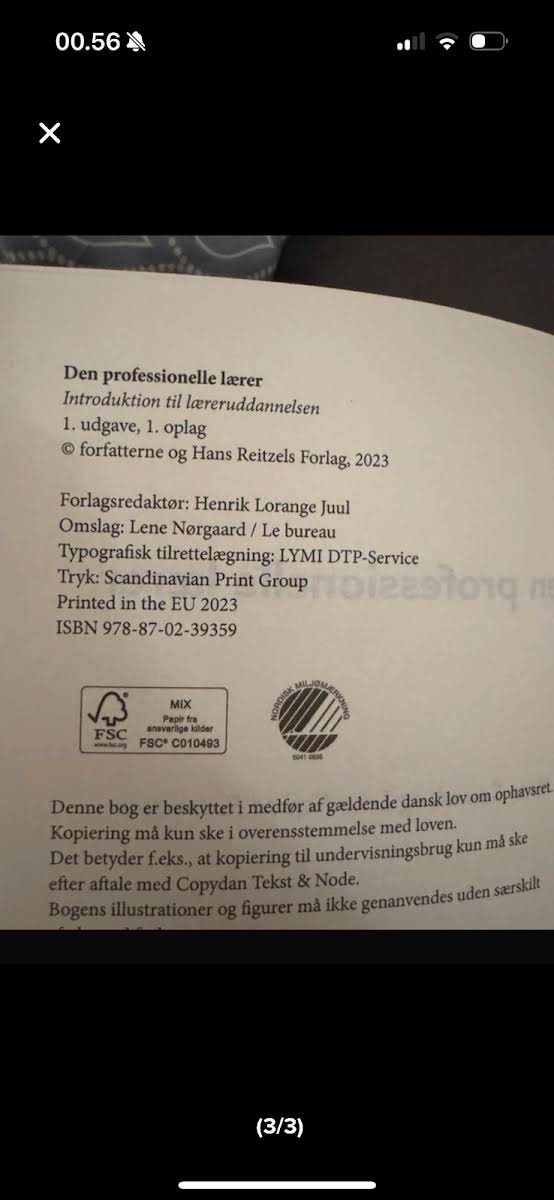 00.56
Den professionelle lærer
Introduktion til læreruddannelsen
1. udgave, 1. oplag
© forfatterne og Hans Reitzels Forlag, 2023
Forlagsredaktør: Henrik Lorange Juul
Omslag: Lene Nørgaard / Le bureau
Typografisk tilrettelægning: LYMI DTP-Service
Tryk: Scandinavian Print Group
Printed in the EU 2023
ISBN 978-87-02-39359
FSC
www.fsc.org
MIX
Papir fra
ansvarlige kilder
FSC® C010493
NORDISK MILJØMÆRKNING
5041 0826
Denne bog er beskyttet i medfør af gældende dansk lov om ophavsret.
Kopiering må kun ske i overensstemmelse med loven.
Det betyder f.eks., at kopiering til undervisningsbrug kun må ske
efter aftale med Copydan Tekst & Node.
Bogens illustrationer og figurer må ikke genanvendes uden særskilt
(3/3)